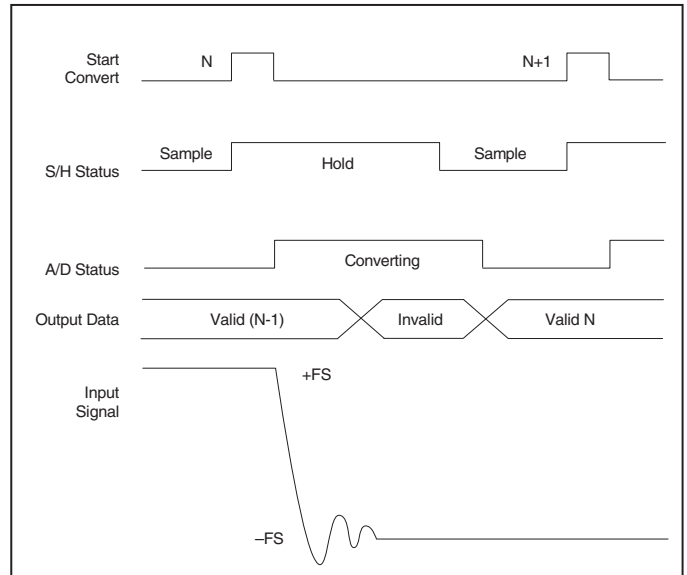 Start
Convert
N
N+1
S/H Status
Sample
Hold
Sample
A/D Status
Converting
Output Data
Valid (N-1)
Invalid
Valid N
Input
Signal
+FS
–FS